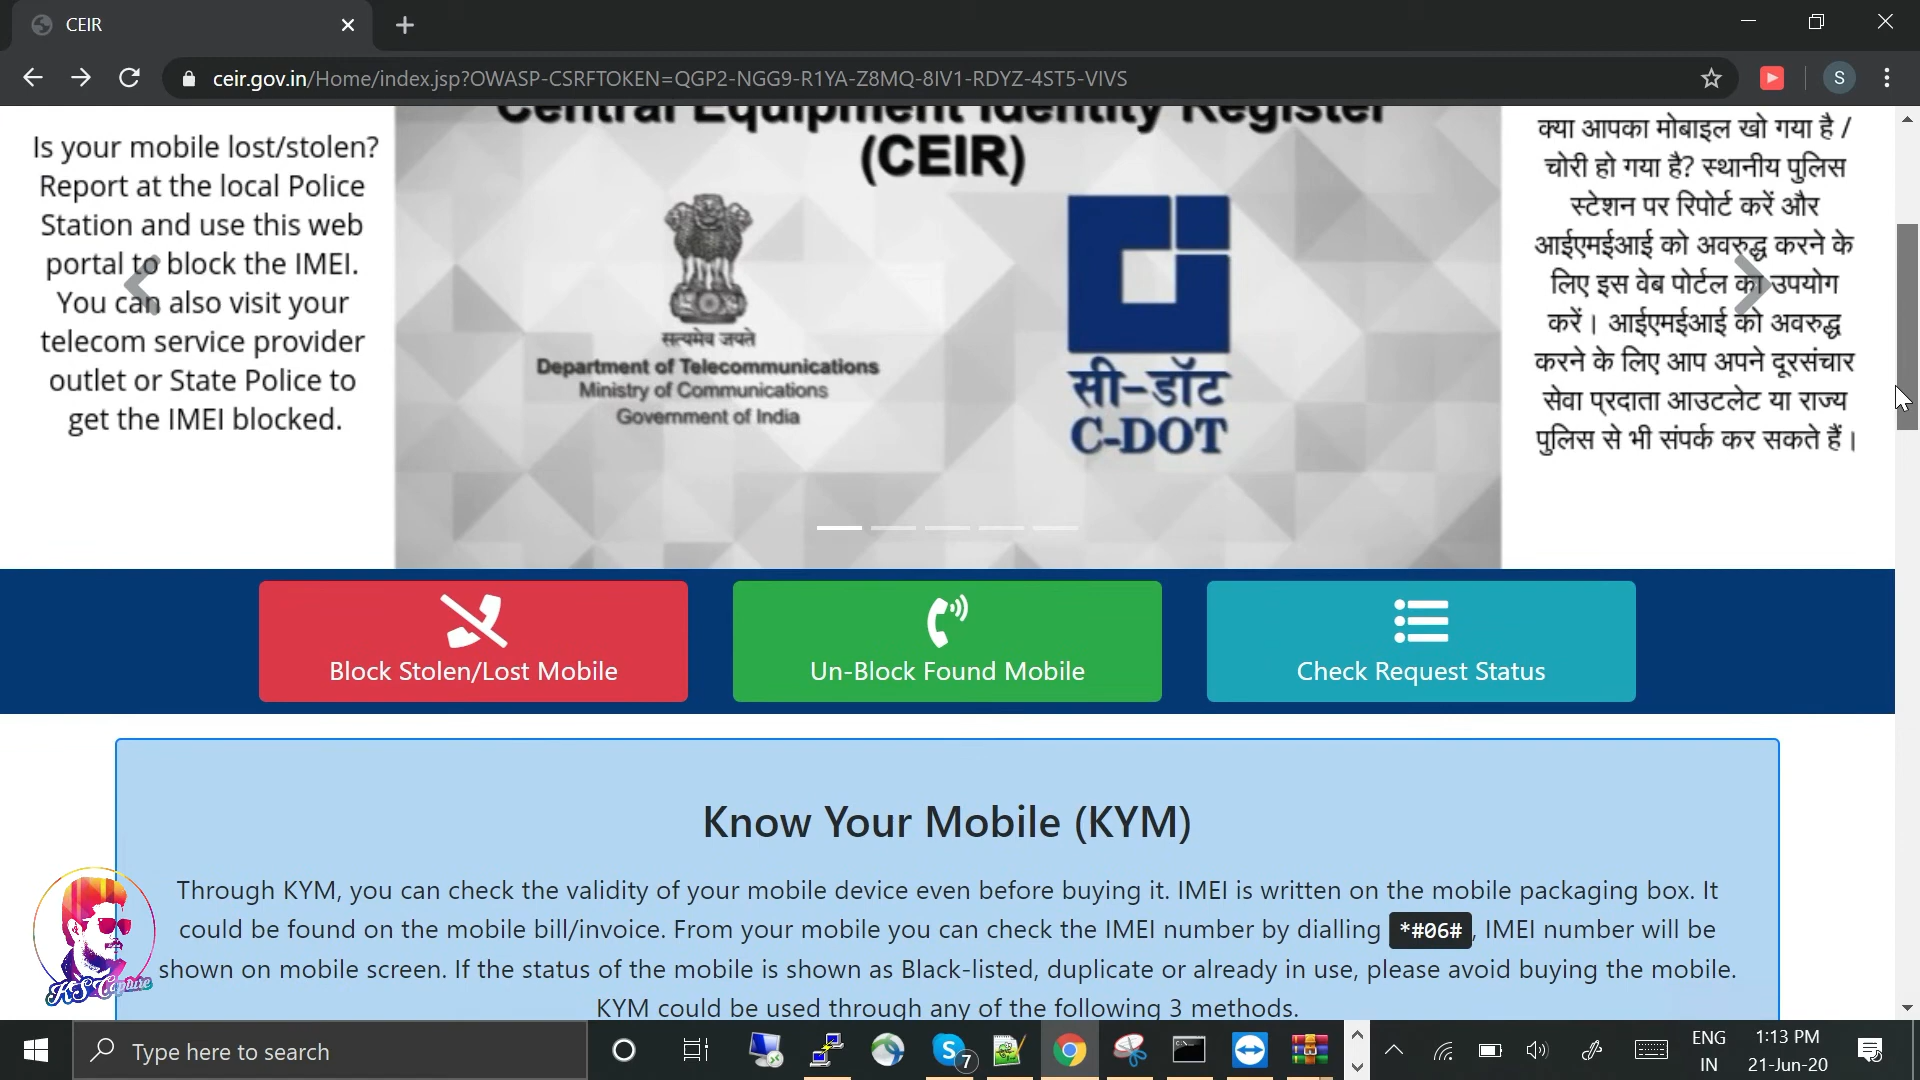 CEIR
ceir.gov.in/Home/index.jsp?OWASP-CSRFTOKEN=QGP2-NGG9-R1YA-Z8MQ-8IV1-RDYZ-4ST5-VIVS
S
Central Equipment Identity Register
(CEIR)
Is your mobile lost/stolen?
Report at the local Police
Station and use this web
portal to block the IMEI.
You can also visit your
telecom service provider
outlet or State Police to
get the IMEI blocked.
सत्यमेव जयते
Department of Telecommunications
Ministry of Communications
Government of India
सी-डॉट
C-DOT
क्या आपका मोबाइल खो गया है /
चोरी हो गया है? स्थानीय पुलिस
स्टेशन पर रिपोर्ट करें और
आईएमईआई को अवरुद्ध करने के
लिए इस वेब पोर्टल का उपयोग
करें। आईएमईआई को अवरुद्ध
करने के लिए आप अपने दूरसंचार
सेवा प्रदाता आउटलेट या राज्य
पुलिस से भी संपर्क कर सकते हैं।
Block Stolen/Lost Mobile
Un-Block Found Mobile
Check Request Status
Know Your Mobile (KYM)
Through KYM, you can check the validity of your mobile device even before buying it. IMEI is written on the mobile packaging box. It
could be found on the mobile bill/invoice. From your mobile you can check the IMEI number by dialling *#06#, IMEI number will be
shown on mobile screen. If the status of the mobile is shown as Black-listed, duplicate or already in use, please avoid buying the mobile.
KYM could be used through any of the following 3 methods.
KS Capture
Type here to search
S
7
ENG
IN
1:13 PM
21-Jun-20